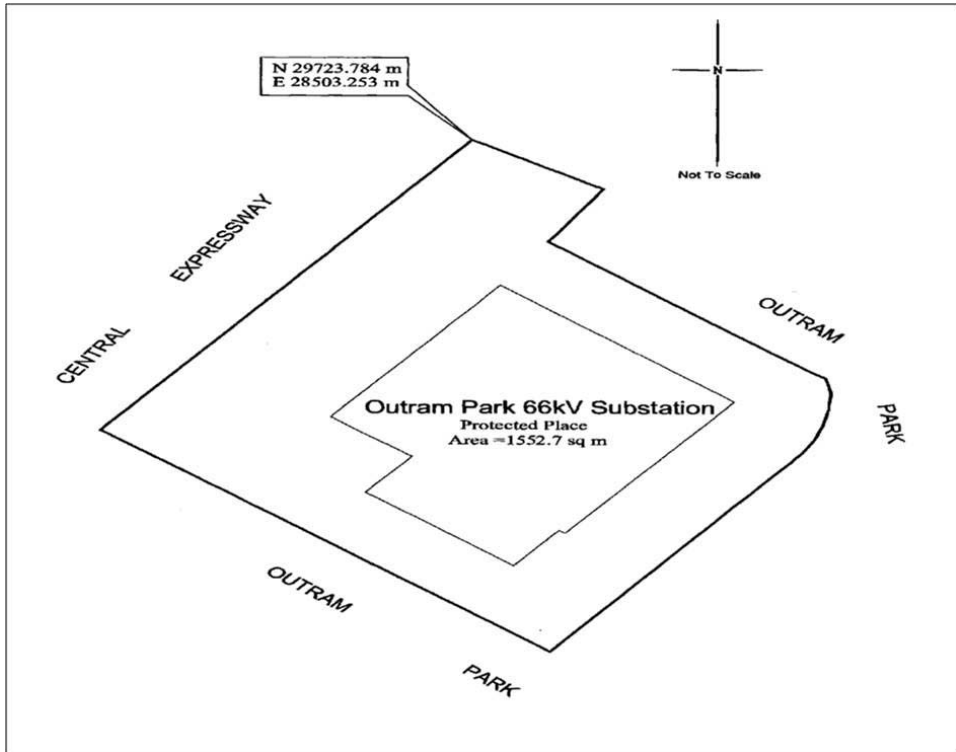 N 29723.784 m
E 28503.253 m
N
Not To Scale
CENTRAL EXPRESSWAY
OUTRAM PARK
Outram Park 66kV Substation
Protected Place
Area =1552.7 sq m
OUTRAM PARK